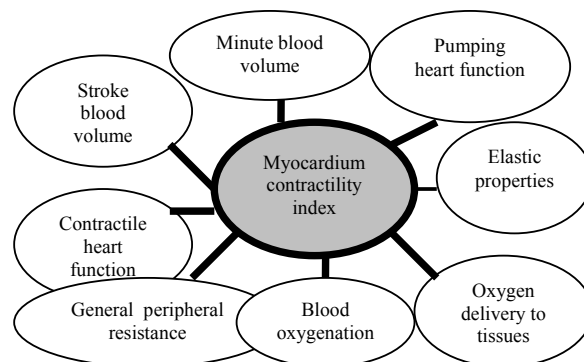 Minute blood
volume
Pumping
heart function
Stroke
blood
volume
Myocardium
contractility
index
Elastic
properties
Contractile
heart
function
General peripheral
resistance
Blood
oxygenation
Oxygen
delivery to
tissues